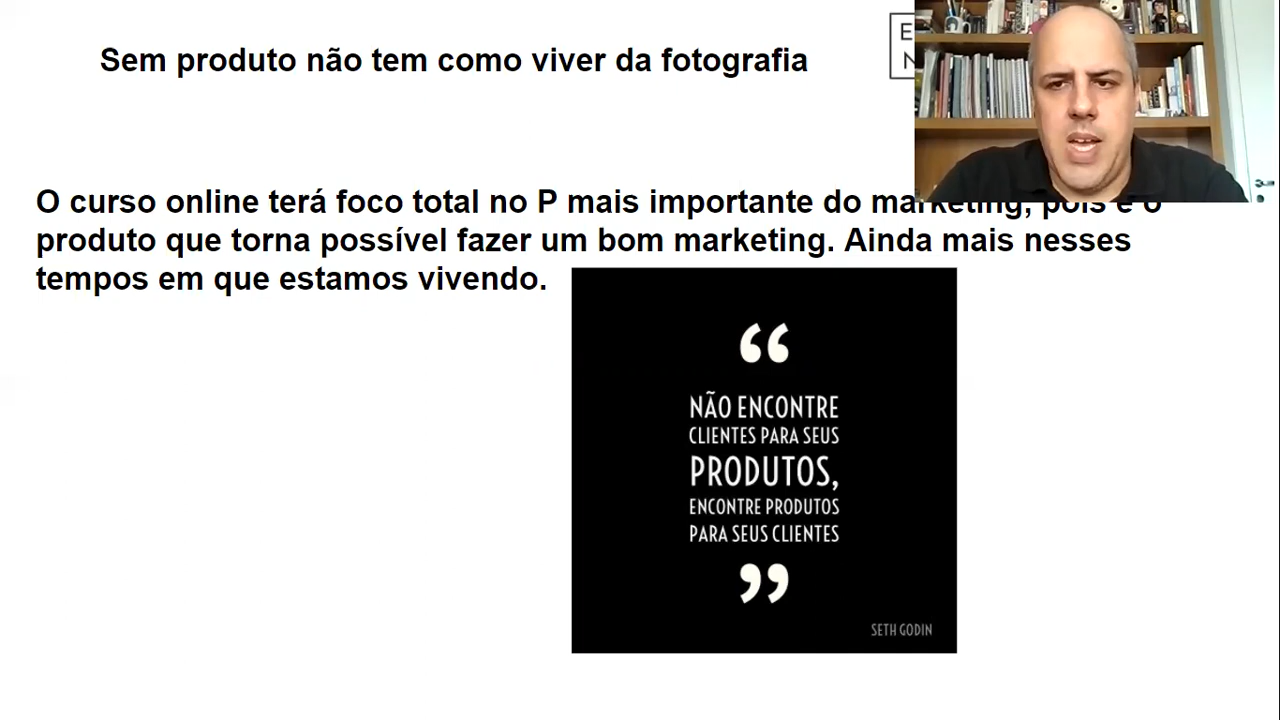 Sem produto não tem como viver da fotografia
E
N
O curso online terá foco total no P mais importante do marketing, pois é o
produto que torna possível fazer um bom marketing. Ainda mais nesses
tempos em que estamos vivendo.
“
NÃO ENCONTRE
CLIENTES PARA SEUS
PRODUTOS,
ENCONTRE PRODUTOS
PARA SEUS CLIENTES
”
SETH GODIN